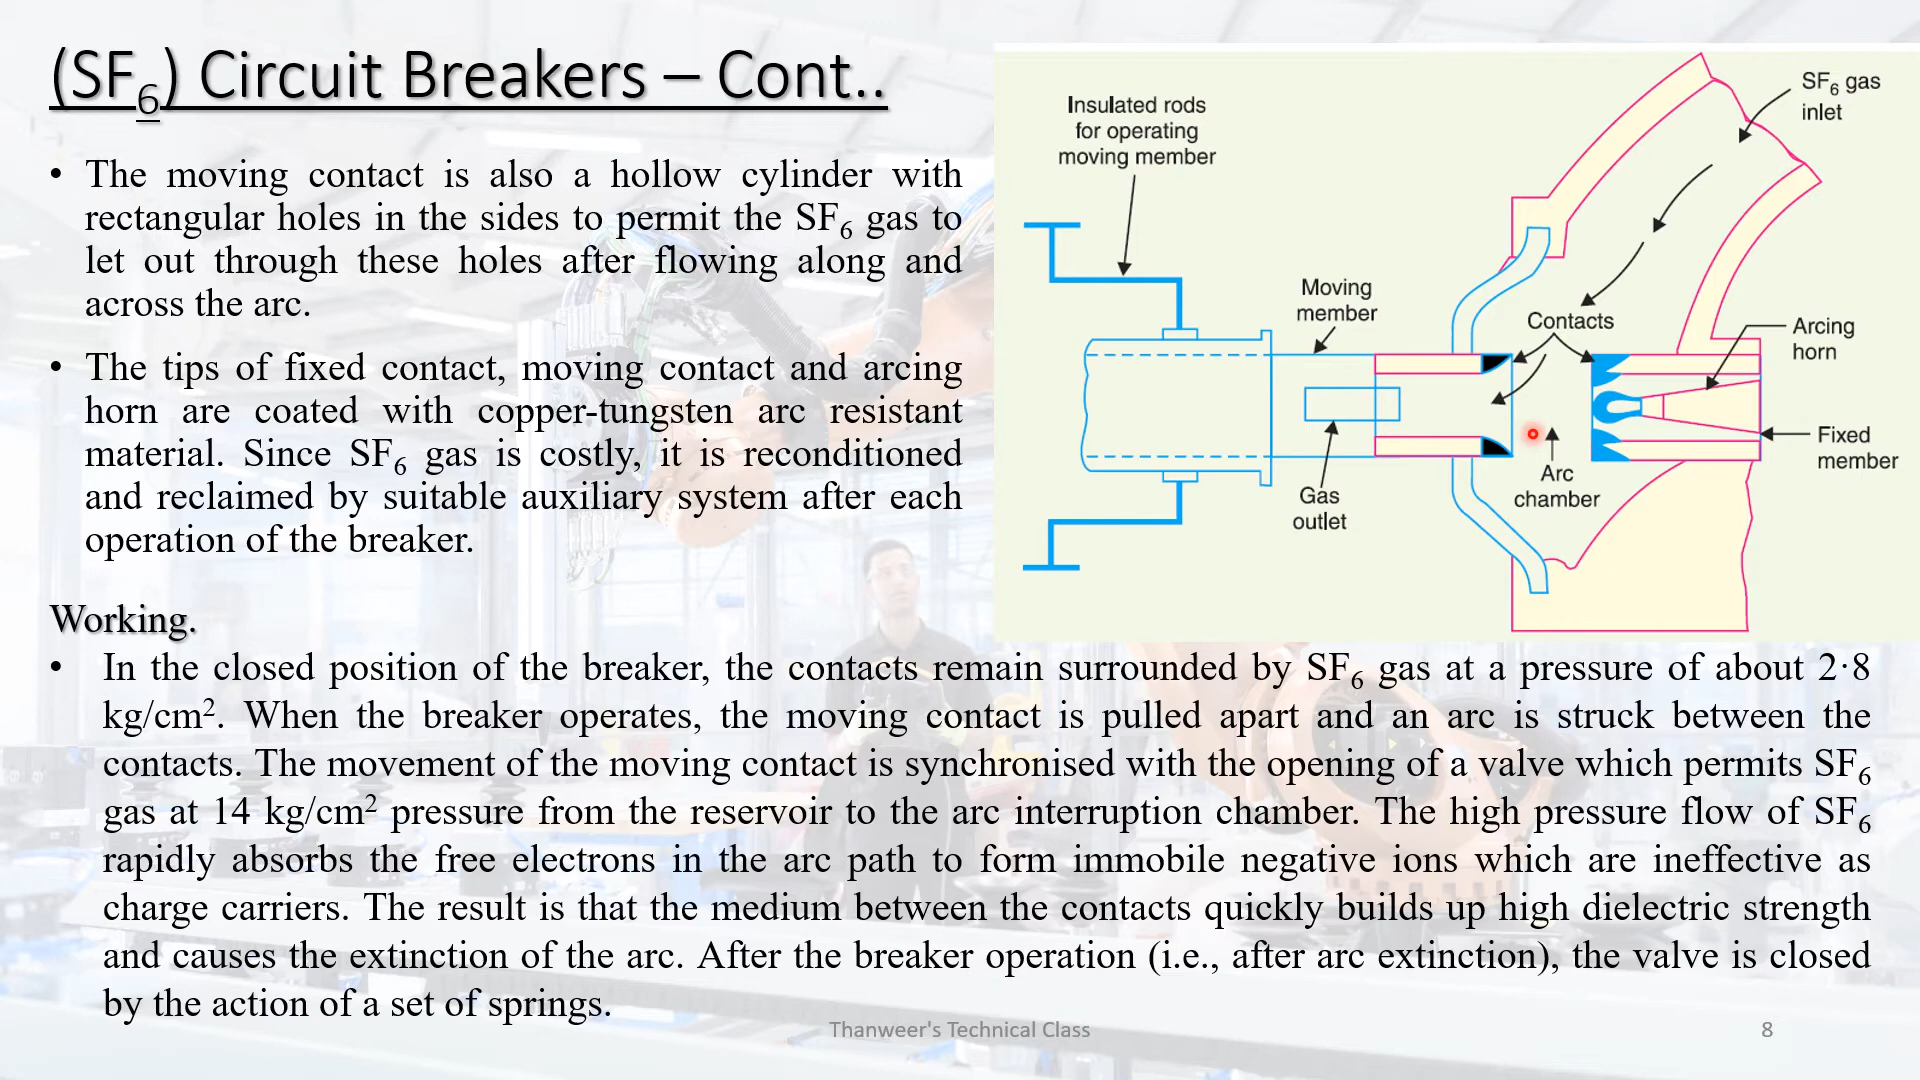 (SF₆) Circuit Breakers – Cont..
• The moving contact is also a hollow cylinder with
rectangular holes in the sides to permit the SF₆ gas to
let out through these holes after flowing along and
across the arc.
• The tips of fixed contact, moving contact and arcing
horn are coated with copper-tungsten arc resistant
material. Since SF₆ gas is costly, it is reconditioned
and reclaimed by suitable auxiliary system after each
operation of the breaker.
Insulated rods
for operating
moving member
SF₆ gas
inlet
Moving
member
Contacts
Arcing
horn
Fixed
member
Gas
outlet
Arc
chamber
Working.
• In the closed position of the breaker, the contacts remain surrounded by SF₆ gas at a pressure of about 2·8
kg/cm². When the breaker operates, the moving contact is pulled apart and an arc is struck between the
contacts. The movement of the moving contact is synchronised with the opening of a valve which permits SF₆
gas at 14 kg/cm² pressure from the reservoir to the arc interruption chamber. The high pressure flow of SF₆
rapidly absorbs the free electrons in the arc path to form immobile negative ions which are ineffective as
charge carriers. The result is that the medium between the contacts quickly builds up high dielectric strength
and causes the extinction of the arc. After the breaker operation (i.e., after arc extinction), the valve is closed
by the action of a set of springs.
Thanweer's Technical Class
8